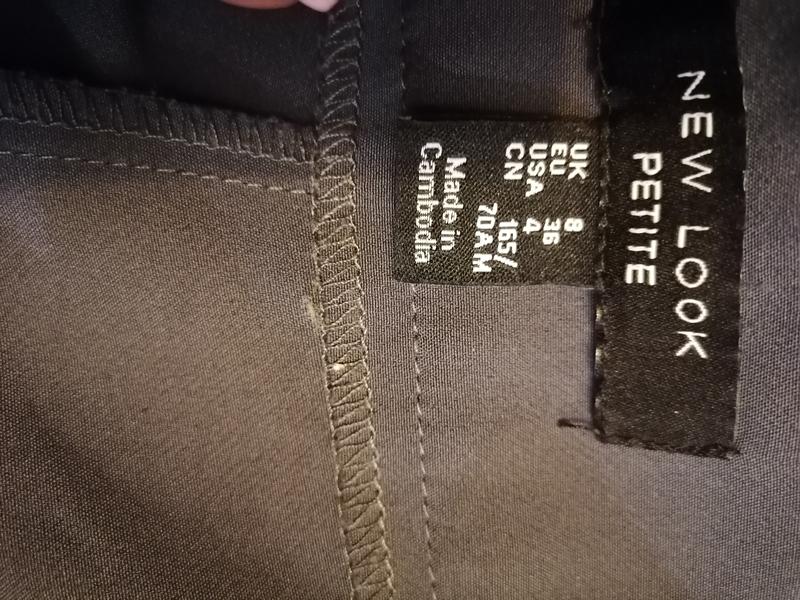 NEW LOOK
PETITE
UK 8
EU 36
USA 4
CN 165/
70A M
Made in
Cambodia